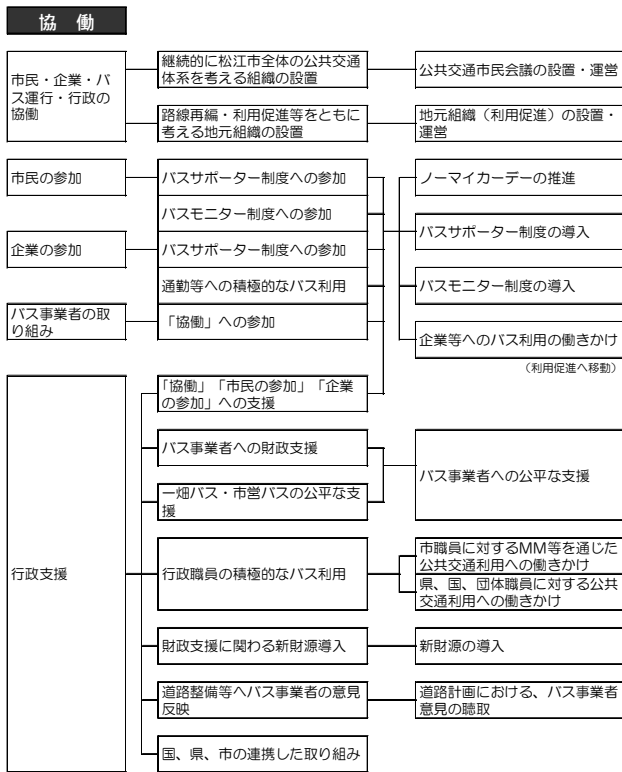 協 働
市民・企業・バ
ス運行・行政の
協働
継続的に松江市全体の公共交通
体系を考える組織の設置
公共交通市民会議の設置・運営
路線再編・利用促進等をともに
考える地元組織の設置
地元組織（利用促進）の設置・
運営
市民の参加
バスサポーター制度への参加
ノーマイカーデーの推進
バスモニター制度への参加
バスサポーター制度の導入
企業の参加
バスサポーター制度への参加
通勤等への積極的なバス利用
バスモニター制度の導入
バス事業者の取
り組み
「協働」への参加
企業等へのバス利用の働きかけ
（利用促進へ移動）
行政支援
「協働」「市民の参加」「企業
の参加」への支援
バス事業者への財政支援
バス事業者への公平な支援
一畑バス・市営バスの公平な支
援
行政職員の積極的なバス利用
市職員に対するMM等を通じた
公共交通利用への働きかけ
県、国、団体職員に対する公共
交通利用への働きかけ
財政支援に関わる新財源導入
新財源の導入
道路整備等へバス事業者の意見
反映
道路計画における、バス事業者
意見の聴取
国、県、市の連携した取り組み